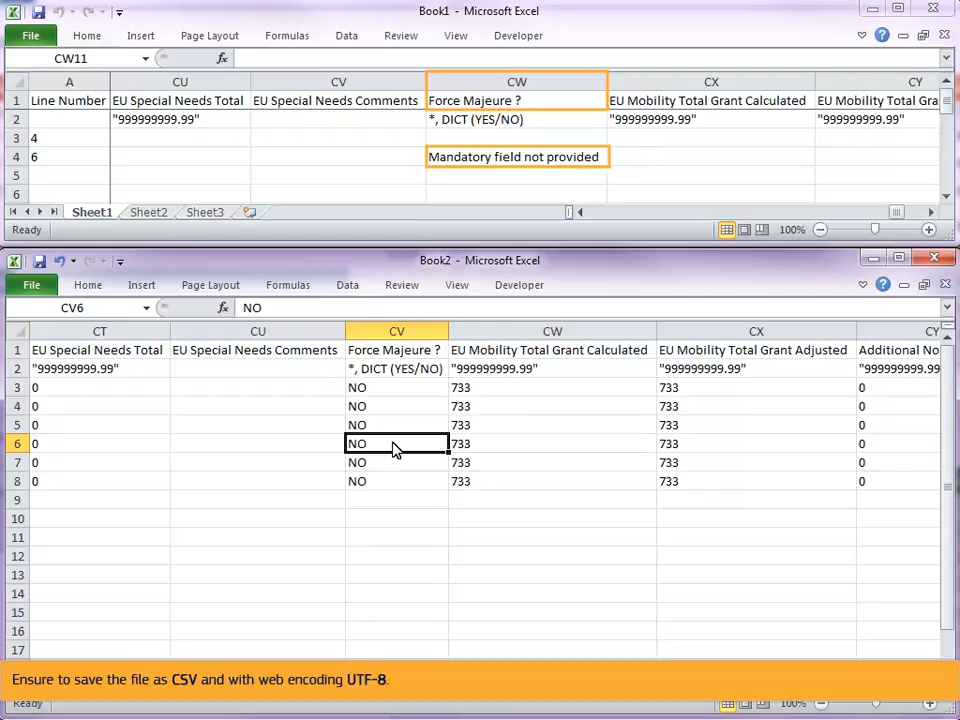 Book1 - Microsoft Excel
File Home Insert Page Layout Formulas Data Review View Developer
CW11 fx
A CU CV CW CX CY
1 Line Number EU Special Needs Total EU Special Needs Comments Force Majeure ? EU Mobility Total Grant Calculated EU Mobility Total Gra
2 "999999999.99" *, DICT (YES/NO) "999999999.99" "999999999.99"
3 4
4 6 Mandatory field not provided
5
6
Sheet1 Sheet2 Sheet3
Ready 100%
Book2 - Microsoft Excel
File Home Insert Page Layout Formulas Data Review View Developer
CV6 fx NO
CT CU CV CW CX CY
1 EU Special Needs Total EU Special Needs Comments Force Majeure ? EU Mobility Total Grant Calculated EU Mobility Total Grant Adjusted Additional No
2 "999999999.99" *, DICT (YES/NO) "999999999.99" "999999999.99" "999999999.99
3 0 NO 733 733 0
4 0 NO 733 733 0
5 0 NO 733 733 0
6 0 NO 733 733 0
7 0 NO 733 733 0
8 0 NO 733 733 0
9
10
11
12
13
14
15
16
17
Ensure to save the file as CSV and with web encoding UTF-8.
Ready 100%